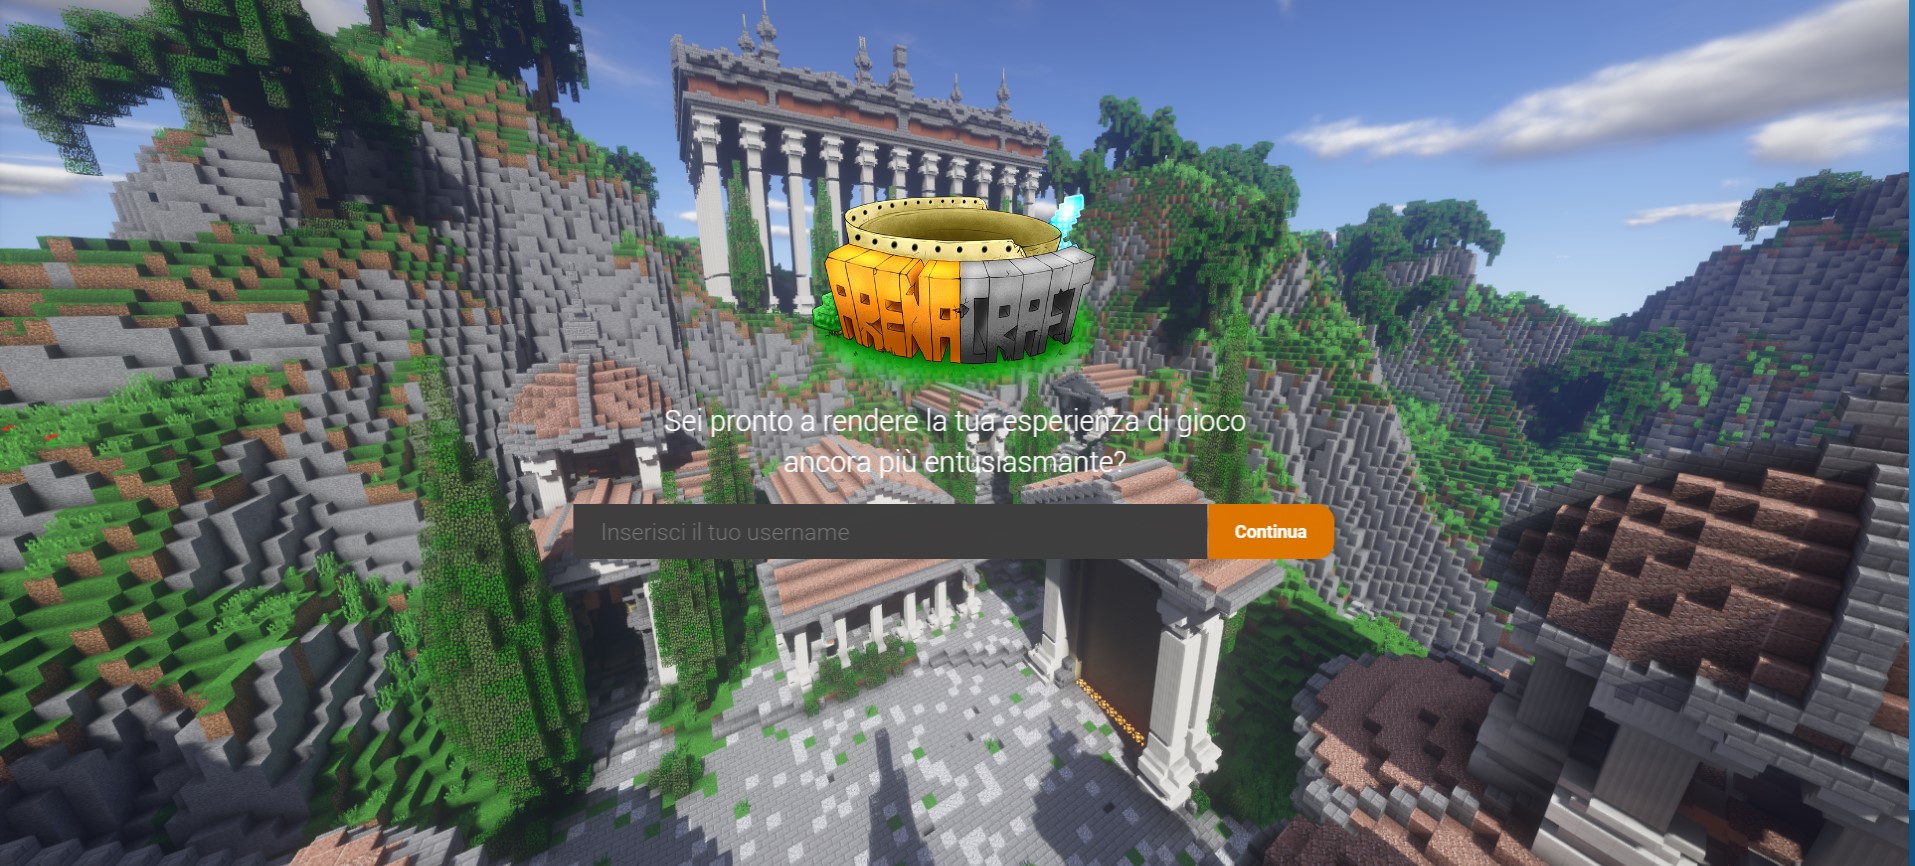 ARENACRAFT
Sei pronto a rendere la tua esperienza di gioco
ancora più entusiasmante?
Inserisci il tuo username
Continua